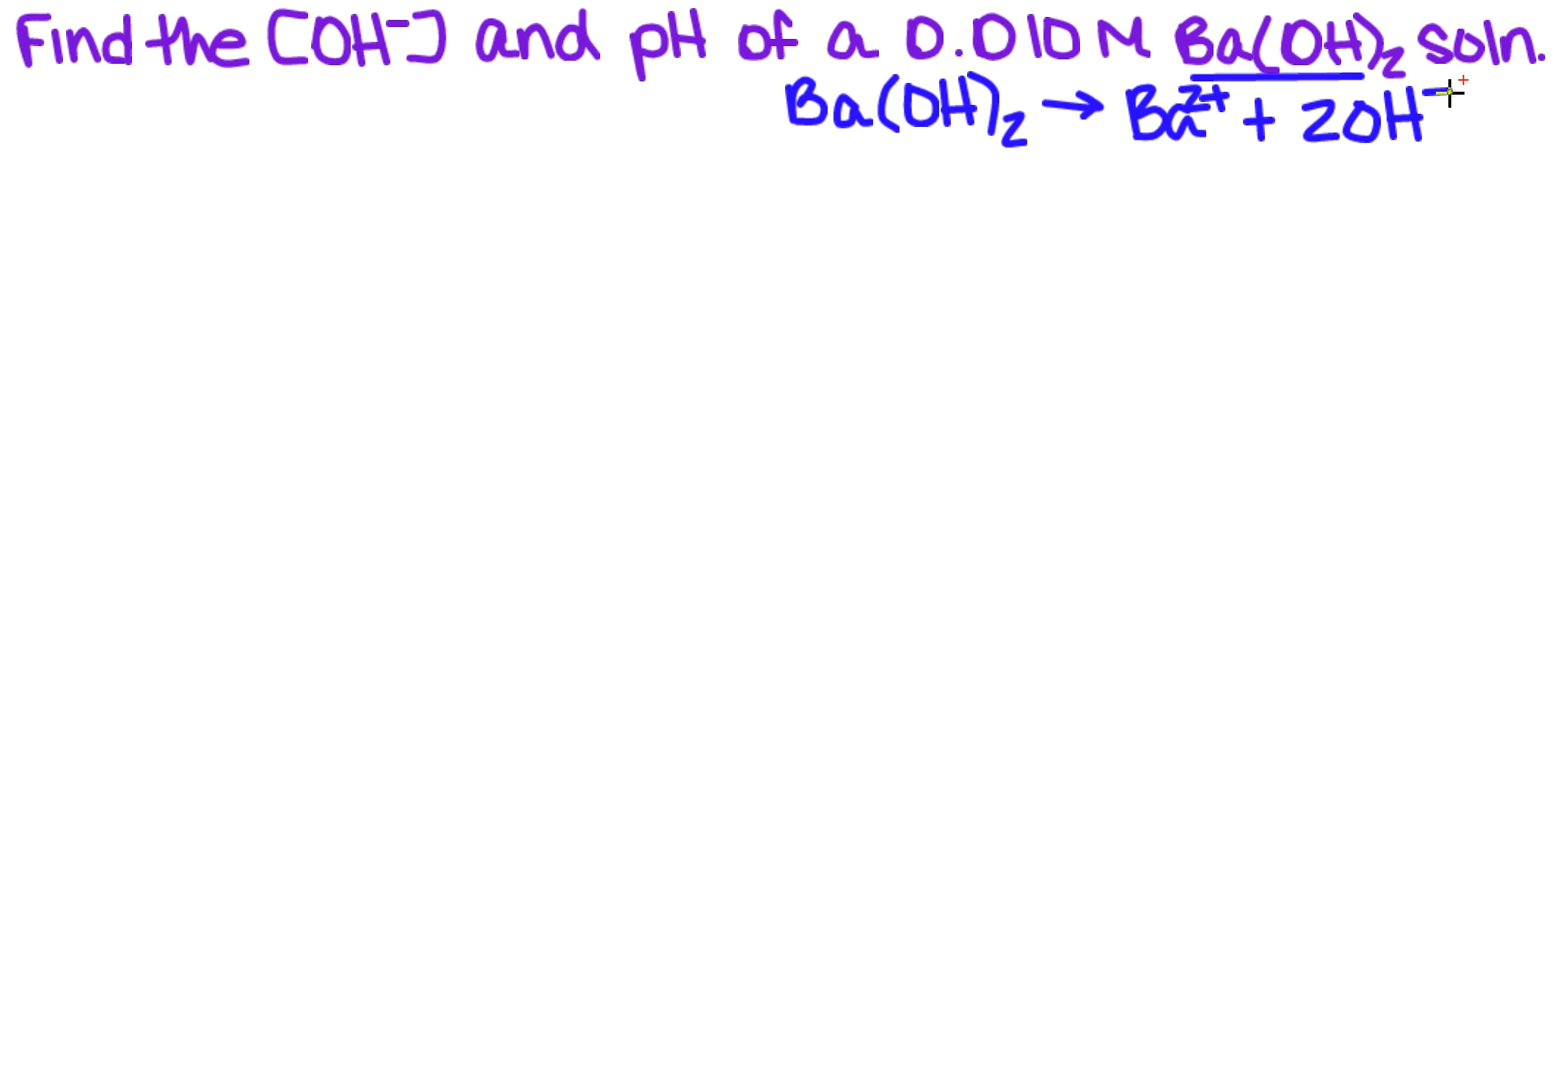 Find the [OH⁻] and pH of a 0.010 M Ba(OH)₂ soln.
Ba(OH)₂ → Ba²⁺ + 2OH⁻